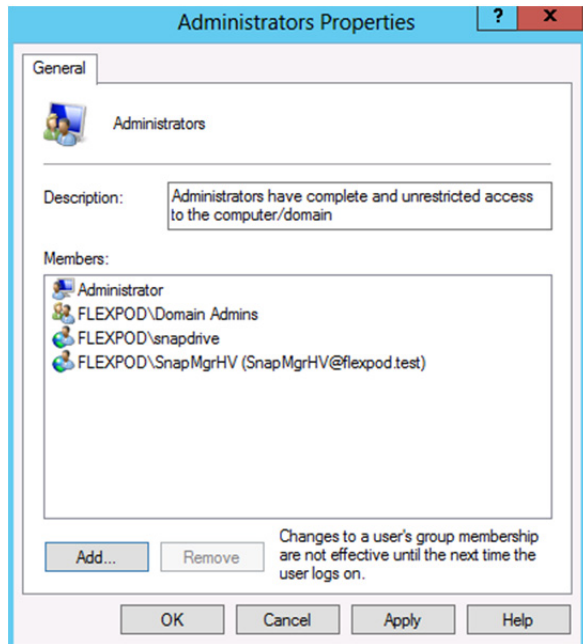 Administrators Properties
?
x
General
Administrators
Description:
Administrators have complete and unrestricted access
to the computer/domain
Members:
Administrator
FLEXPOD\Domain Admins
FLEXPOD\snapdrive
FLEXPOD\SnapMgrHV (SnapMgrHV@flexpod.test)
Add...
Remove
Changes to a user's group membership
are not effective until the next time the
user logs on.
OK
Cancel
Apply
Help